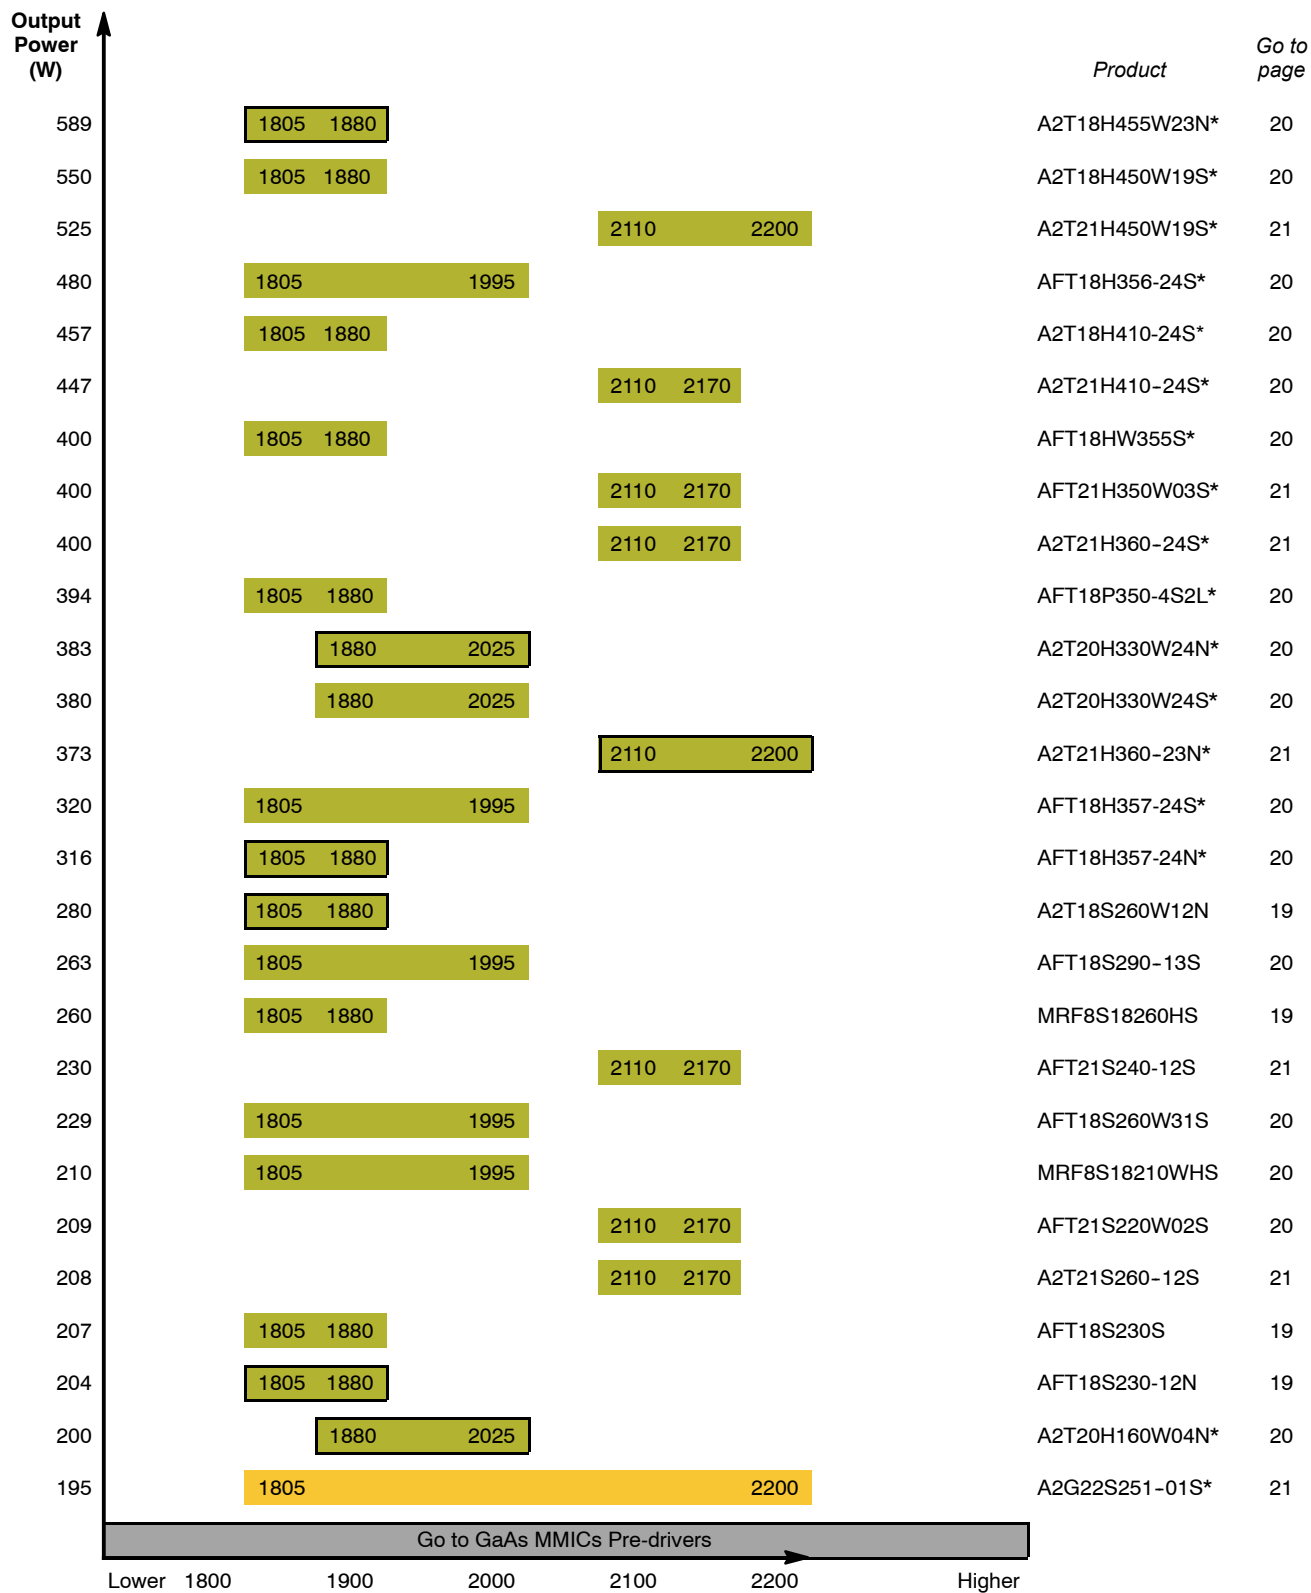 Output
Power
(W)
Product
Go to
page
589 1805 1880 A2T18H455W23N* 20
550 1805 1880 A2T18H450W19S* 20
525 2110 2200 A2T21H450W19S* 21
480 1805 1995 AFT18H356-24S* 20
457 1805 1880 A2T18H410-24S* 20
447 2110 2170 A2T21H410-24S* 20
400 1805 1880 AFT18HW355S* 20
400 2110 2170 AFT21H350W03S* 21
400 2110 2170 A2T21H360-24S* 21
394 1805 1880 AFT18P350-4S2L* 20
383 1880 2025 A2T20H330W24N* 20
380 1880 2025 A2T20H330W24S* 20
373 2110 2200 A2T21H360-23N* 21
320 1805 1995 AFT18H357-24S* 20
316 1805 1880 AFT18H357-24N* 20
280 1805 1880 A2T18S260W12N 19
263 1805 1995 AFT18S290-13S 20
260 1805 1880 MRF8S18260HS 19
230 2110 2170 AFT21S240-12S 21
229 1805 1995 AFT18S260W31S 20
210 1805 1995 MRF8S18210WHS 20
209 2110 2170 AFT21S220W02S 20
208 2110 2170 A2T21S260-12S 21
207 1805 1880 AFT18S230S 19
204 1805 1880 AFT18S230-12N 19
200 1880 2025 A2T20H160W04N* 20
195 1805 2200 A2G22S251-01S* 21
Go to GaAs MMICs Pre-drivers
Lower 1800 1900 2000 2100 2200 Higher